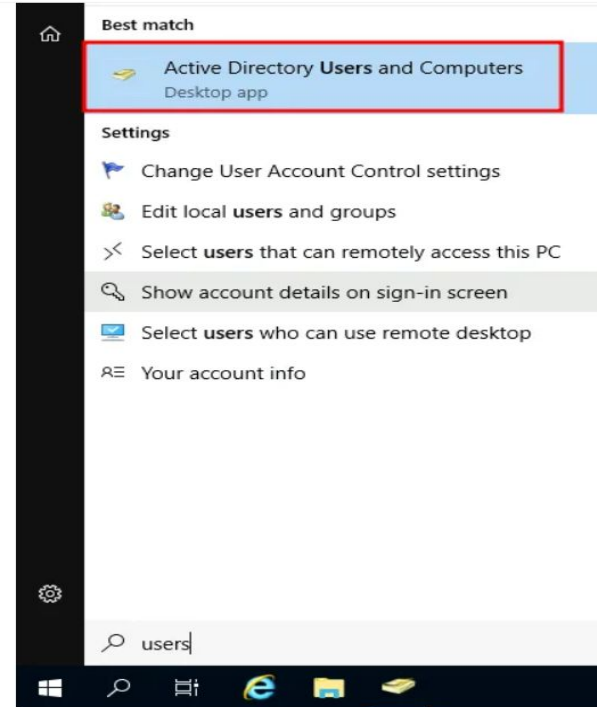 Best match
Active Directory Users and Computers
Desktop app
Settings
Change User Account Control settings
Edit local users and groups
Select users that can remotely access this PC
Show account details on sign-in screen
Select users who can use remote desktop
Your account info
users